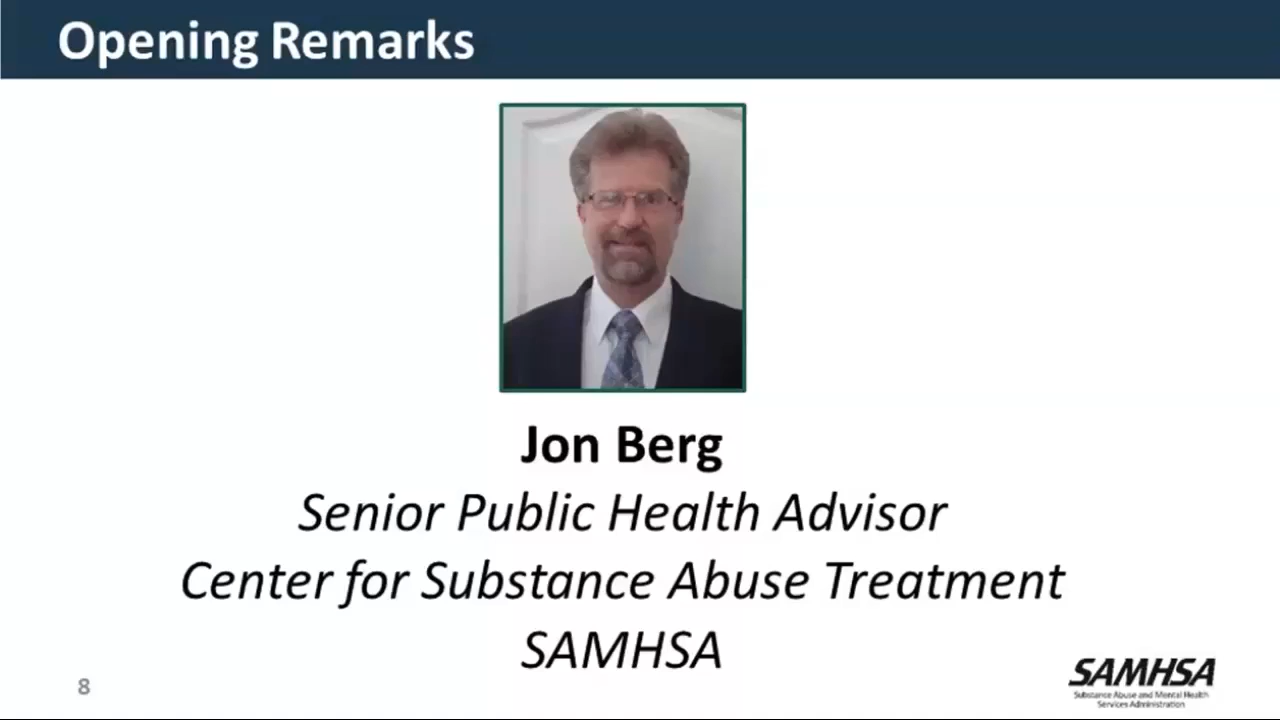 Opening Remarks
Jon Berg
Senior Public Health Advisor
Center for Substance Abuse Treatment
SAMHSA
8
SAMHSA
Substance Abuse and Mental Health
Services Administration